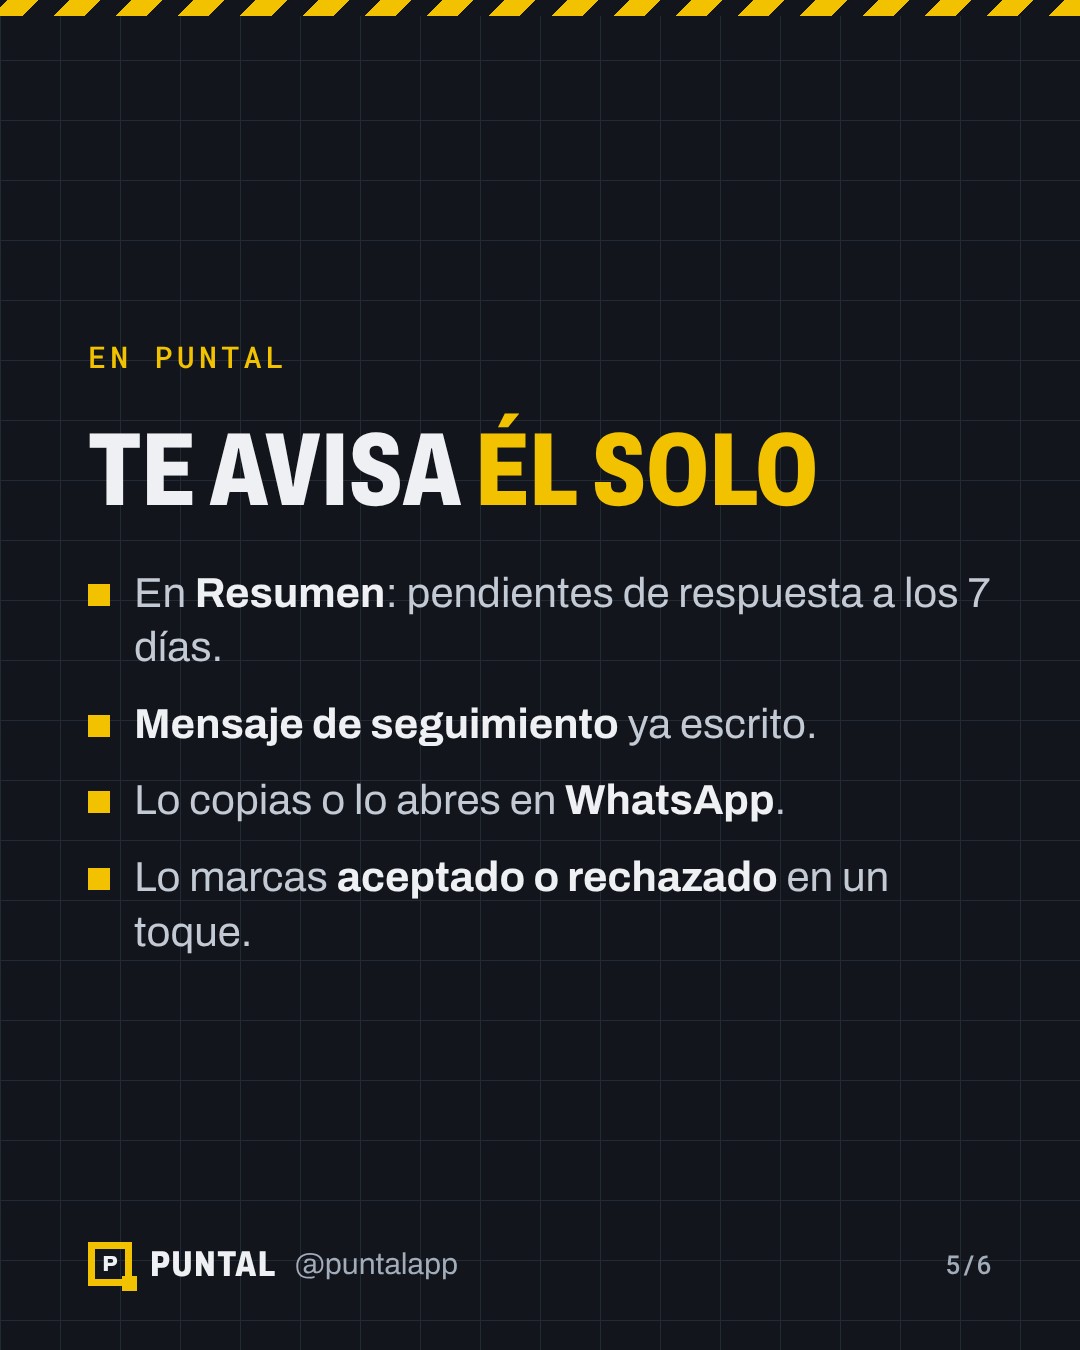 EN PUNTAL
TE AVISA ÉL SOLO
En Resumen: pendientes de respuesta a los 7
días.
Mensaje de seguimiento ya escrito.
Lo copias o lo abres en WhatsApp.
Lo marcas aceptado o rechazado en un
toque.
P PUNTAL @puntalapp 5/6